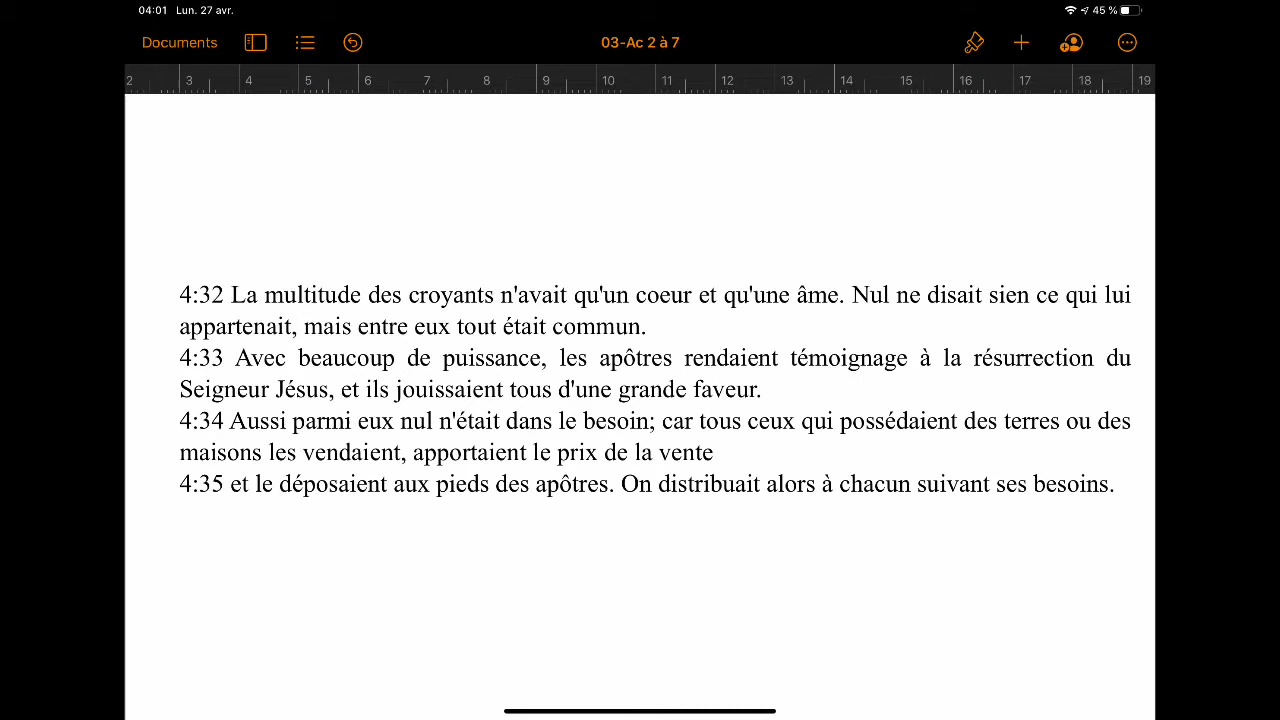 04:01 Lun. 27 avr.
45 %
Documents
03-Ac 2 à 7
2 3 4 5 6 7 8 9 10 11 12 13 14 15 16 17 18 19
4:32 La multitude des croyants n'avait qu'un coeur et qu'une âme. Nul ne disait sien ce qui lui
appartenait, mais entre eux tout était commun.
4:33 Avec beaucoup de puissance, les apôtres rendaient témoignage à la résurrection du
Seigneur Jésus, et ils jouissaient tous d'une grande faveur.
4:34 Aussi parmi eux nul n'était dans le besoin; car tous ceux qui possédaient des terres ou des
maisons les vendaient, apportaient le prix de la vente
4:35 et le déposaient aux pieds des apôtres. On distribuait alors à chacun suivant ses besoins.